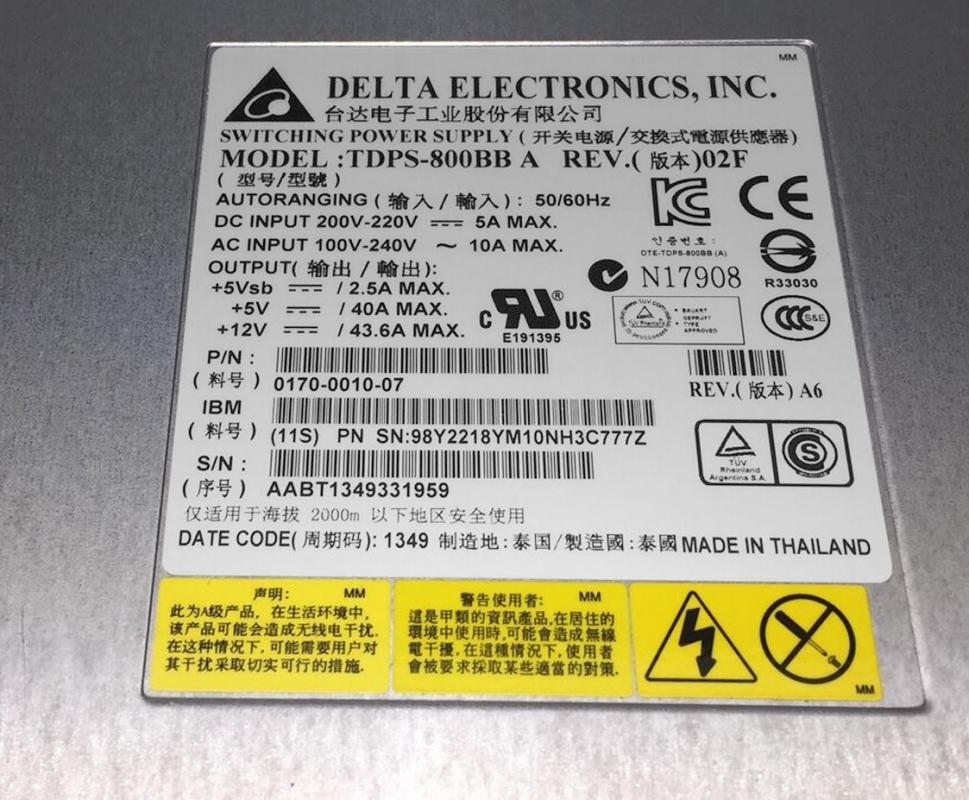 MM
DELTA ELECTRONICS, INC.
台达电子工业股份有限公司
SWITCHING POWER SUPPLY ( 开关电源/交換式電源供應器)
MODEL :TDPS-800BB A REV.( 版本)02F
( 型号/型號 )
AUTORANGING ( 输入 / 輸入 ) : 50/60Hz
DC INPUT 200V-220V ⎓ 5A MAX.
AC INPUT 100V-240V ~ 10A MAX.
OUTPUT( 输出 / 輸出):
+5Vsb ⎓ / 2.5A MAX.
+5V ⎓ / 40A MAX.
+12V ⎓ / 43.6A MAX.
CE
인증번호 :
DTE-TDPS-800BB (A)
N17908
R33030
c RU ® US
E191395
TÜV Rheinland
BAUART
GEPRUFT
TYPE
APPROVED
CCC S&E
P/N :
( 料号 ) 0170-0010-07
REV.( 版本) A6
IBM
( 料号 ) (11S) PN SN:98Y2218YM10NH3C777Z
S/N :
( 序号 ) AABT1349331959
TÜV
Rheinland
Argentina S.A.
S
仅适用于海拔 2000m 以下地区安全使用
DATE CODE( 周期码): 1349 制造地:泰国/製造國:泰國 MADE IN THAILAND
声明: MM
此为A级产品, 在生活环境中,
该产品可能会造成无线电干扰.
在这种情况下, 可能需要用户对
其干扰采取切实可行的措施.
警告使用者: MM
這是甲類的資訊產品,在居住的
環境中使用時,可能會造成無線
電干擾, 在這種情況下, 使用者
會被要求採取某些適當的對策.
MM